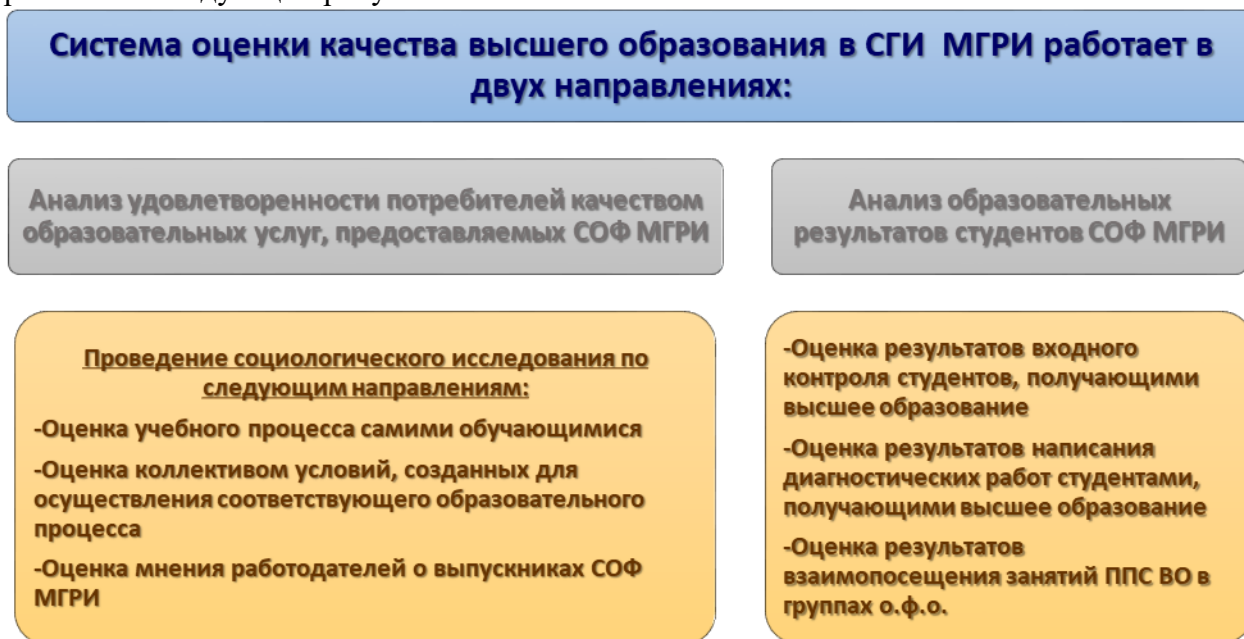 Система оценки качества высшего образования в СГИ МГРИ работает в
двух направлениях:
Анализ удовлетворенности потребителей качеством
образовательных услуг, предоставляемых СОФ МГРИ
Анализ образовательных
результатов студентов СОФ МГРИ
Проведение социологического исследования по
следующим направлениям:
-Оценка учебного процесса самими обучающимися
-Оценка коллективом условий, созданных для
осуществления соответствующего образовательного
процесса
-Оценка мнения работодателей о выпускниках СОФ
МГРИ
-Оценка результатов входного
контроля студентов, получающими
высшее образование
-Оценка результатов написания
диагностических работ студентами,
получающими высшее образование
-Оценка результатов
взаимопосещения занятий ППС ВО в
группах о.ф.о.